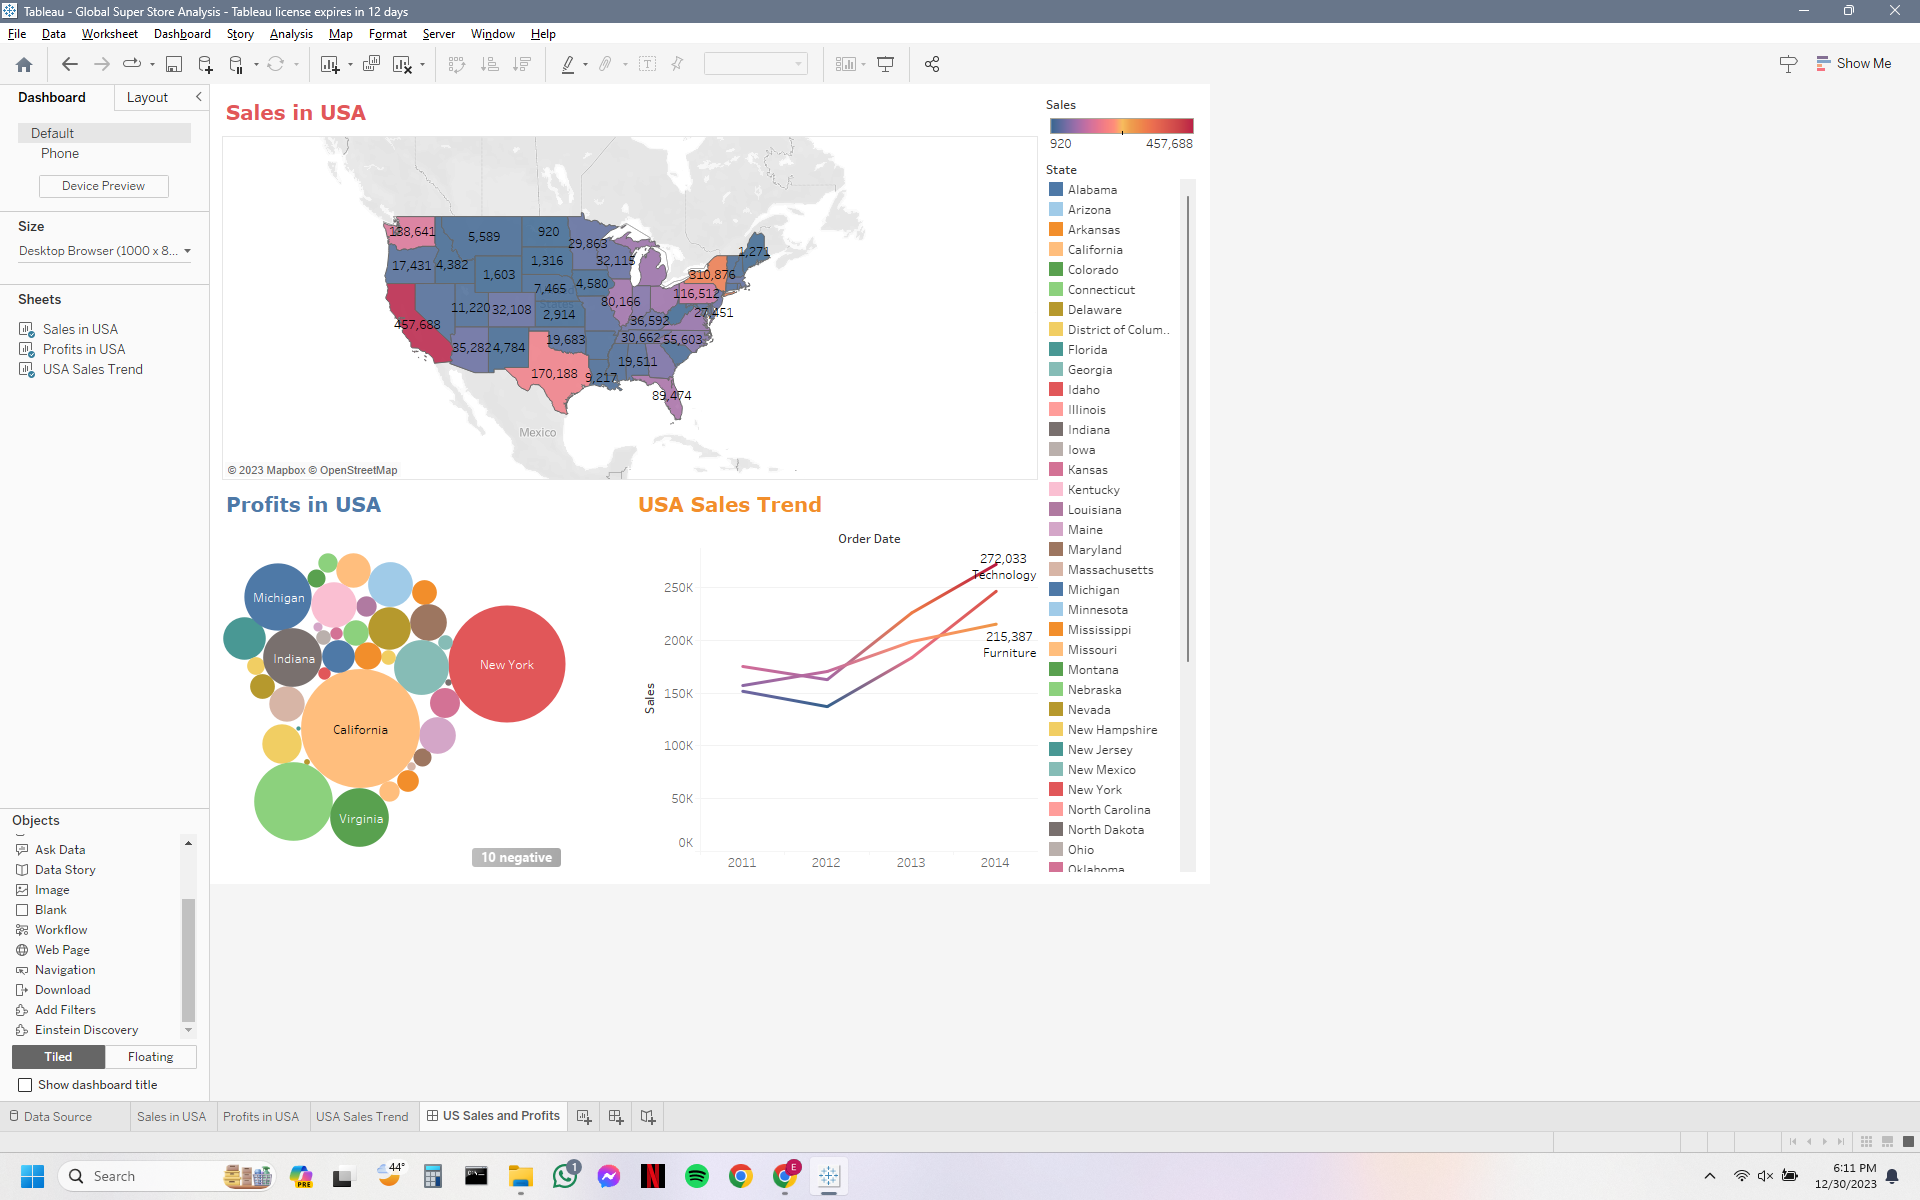 Tableau - Global Super Store Analysis - Tableau license expires in 12 days
File Data Worksheet Dashboard Story Analysis Map Format Server Window Help
Show Me
Dashboard Layout
Default
Phone
Device Preview
Size
Desktop Browser (1000 x 8...
Sheets
Sales in USA
Profits in USA
USA Sales Trend
Objects
Ask Data
Data Story
Image
Blank
Workflow
Web Page
Navigation
Download
Add Filters
Einstein Discovery
Tiled Floating
Show dashboard title
Sales in USA
138,641
5,589
920
29,863
1,271
17,431
4,382
1,603
1,316
32,115
310,876
7,465
4,580
116,512
11,220
32,108
2,914
80,166
27,451
457,688
36,592
35,282
4,784
19,683
30,662
55,603
170,188
9,217
19,511
89,474
Mexico
© 2023 Mapbox © OpenStreetMap
Profits in USA
Michigan
Indiana
New York
California
Virginia
10 negative
USA Sales Trend
Order Date
272,033
Technology
215,387
Furniture
Sales
250K
200K
150K
100K
50K
0K
2011 2012 2013 2014
Sales
920 457,688
State
Alabama
Arizona
Arkansas
California
Colorado
Connecticut
Delaware
District of Colum..
Florida
Georgia
Idaho
Illinois
Indiana
Iowa
Kansas
Kentucky
Louisiana
Maine
Maryland
Massachusetts
Michigan
Minnesota
Mississippi
Missouri
Montana
Nebraska
Nevada
New Hampshire
New Jersey
New Mexico
New York
North Carolina
North Dakota
Ohio
Oklahoma
Data Source Sales in USA Profits in USA USA Sales Trend US Sales and Profits
Search
PRE
44°
1
E
6:11 PM
12/30/2023